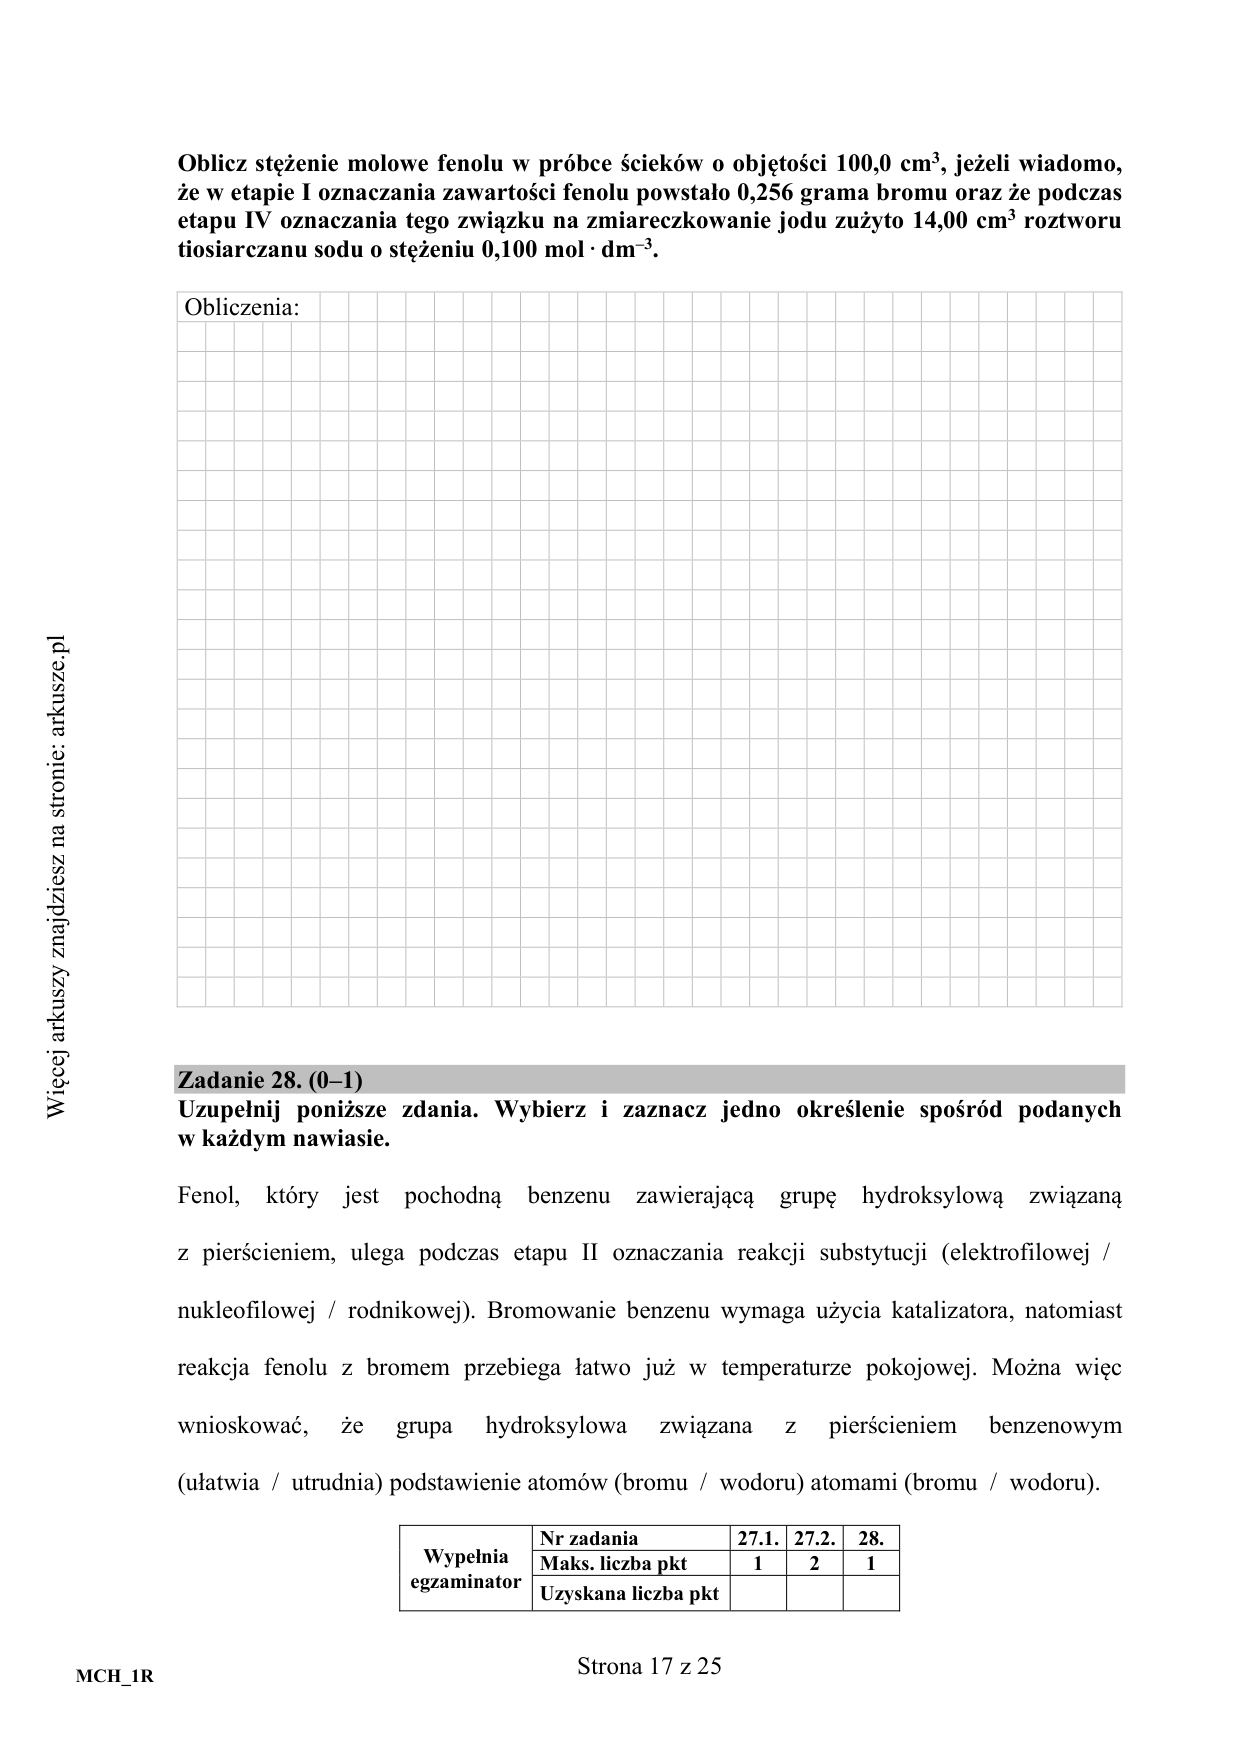 Oblicz stężenie molowe fenolu w próbce ścieków o objętości 100,0 cm³, jeżeli wiadomo,
że w etapie I oznaczania zawartości fenolu powstało 0,256 grama bromu oraz że podczas
etapu IV oznaczania tego związku na zmiareczkowanie jodu zużyto 14,00 cm³ roztworu
tiosiarczanu sodu o stężeniu 0,100 mol · dm⁻³.
Obliczenia:
Więcej arkuszy znajdziesz na stronie: arkusze.pl
Zadanie 28. (0–1)
Uzupełnij poniższe zdania. Wybierz i zaznacz jedno określenie spośród podanych
w każdym nawiasie.
Fenol, który jest pochodną benzenu zawierającą grupę hydroksylową związaną
z pierścieniem, ulega podczas etapu II oznaczania reakcji substytucji (elektrofilowej /
nukleofilowej / rodnikowej). Bromowanie benzenu wymaga użycia katalizatora, natomiast
reakcja fenolu z bromem przebiega łatwo już w temperaturze pokojowej. Można więc
wnioskować, że grupa hydroksylowa związana z pierścieniem benzenowym
(ułatwia / utrudnia) podstawienie atomów (bromu / wodoru) atomami (bromu / wodoru).
Wypełnia egzaminator
Nr zadania 27.1. 27.2. 28.
Maks. liczba pkt 1 2 1
Uzyskana liczba pkt
MCH_1R
Strona 17 z 25